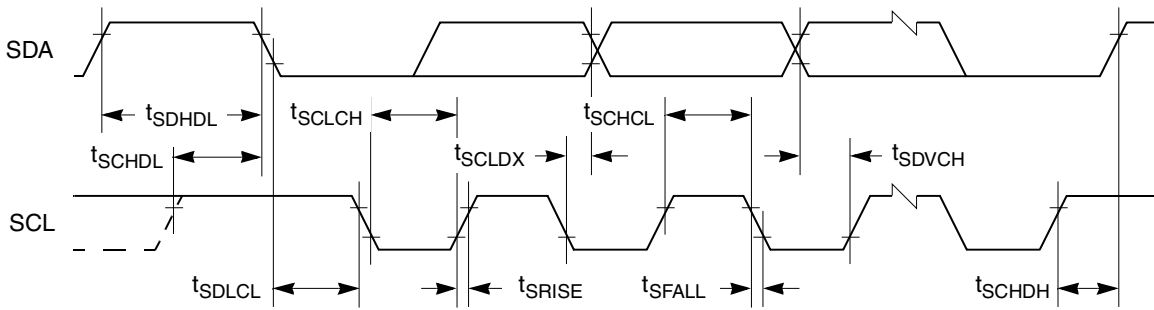 SDA
tSDHDL
tSCLCH
tSCHCL
tSCHDL
tSCLDX
tSDVCH
SCL
tSDLCL
tSRISE
tSFALL
tSCHDH